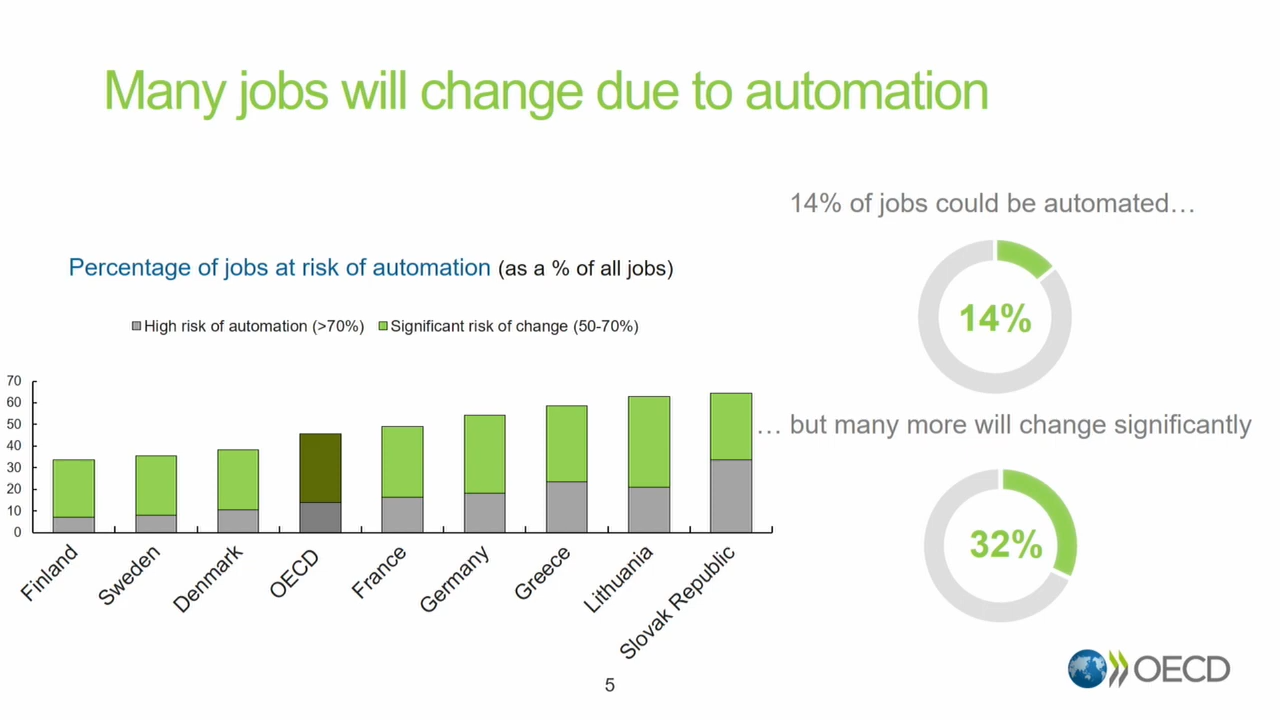 Many jobs will change due to automation
14% of jobs could be automated…
Percentage of jobs at risk of automation (as a % of all jobs)
14%
High risk of automation (>70%) Significant risk of change (50-70%)
70
60
50
40
30
20
10
0
Finland
Sweden
Denmark
OECD
France
Germany
Greece
Lithuania
Slovak Republic
… but many more will change significantly
32%
OECD
5